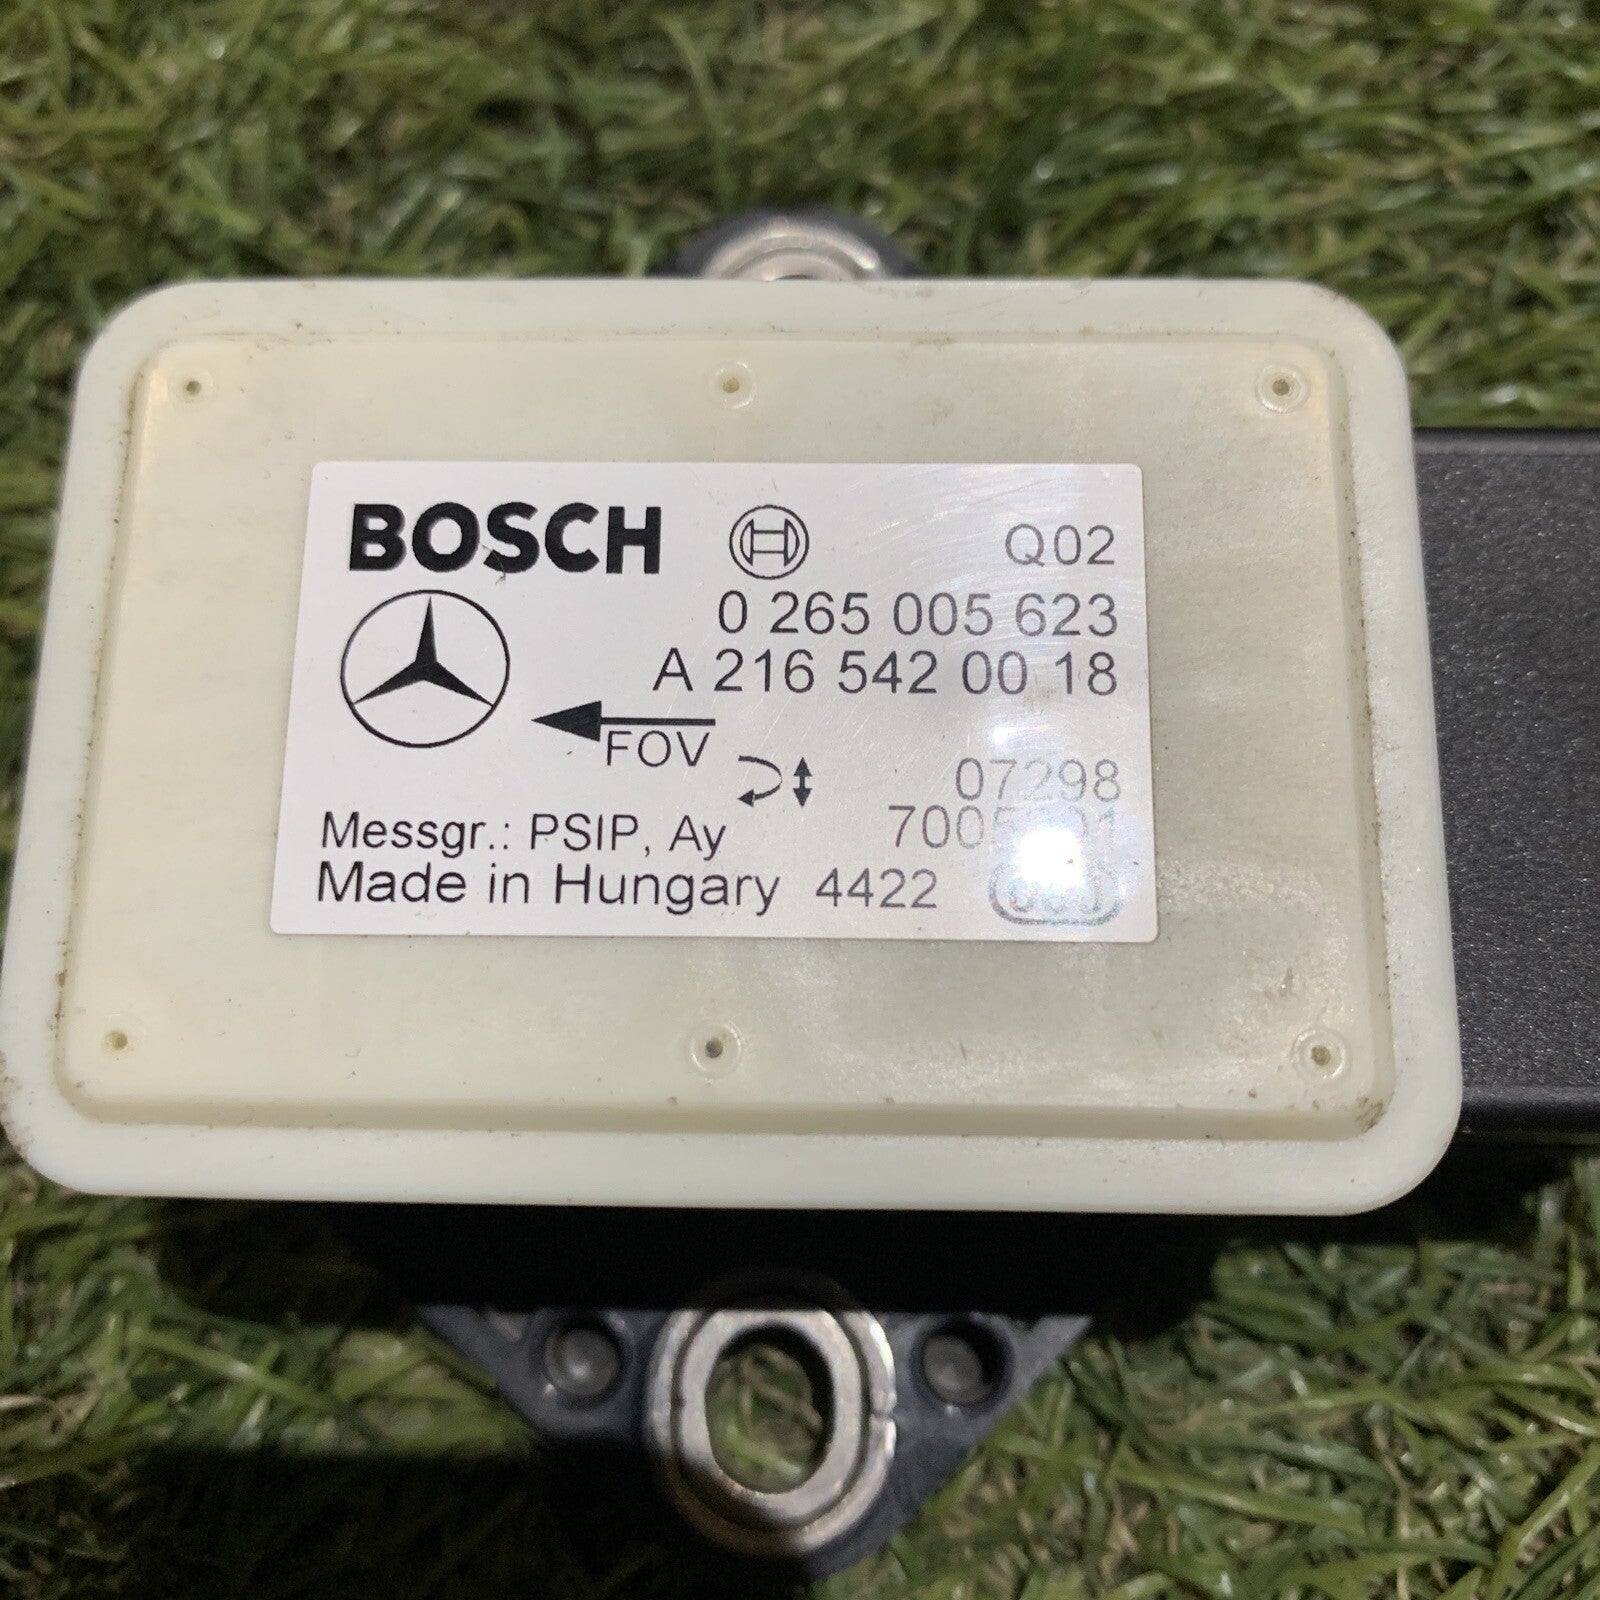 BOSCH Q02
0 265 005 623
A 216 542 00 18
FOV
07298
Messgr.: PSIP, Ay
Made in Hungary 4422